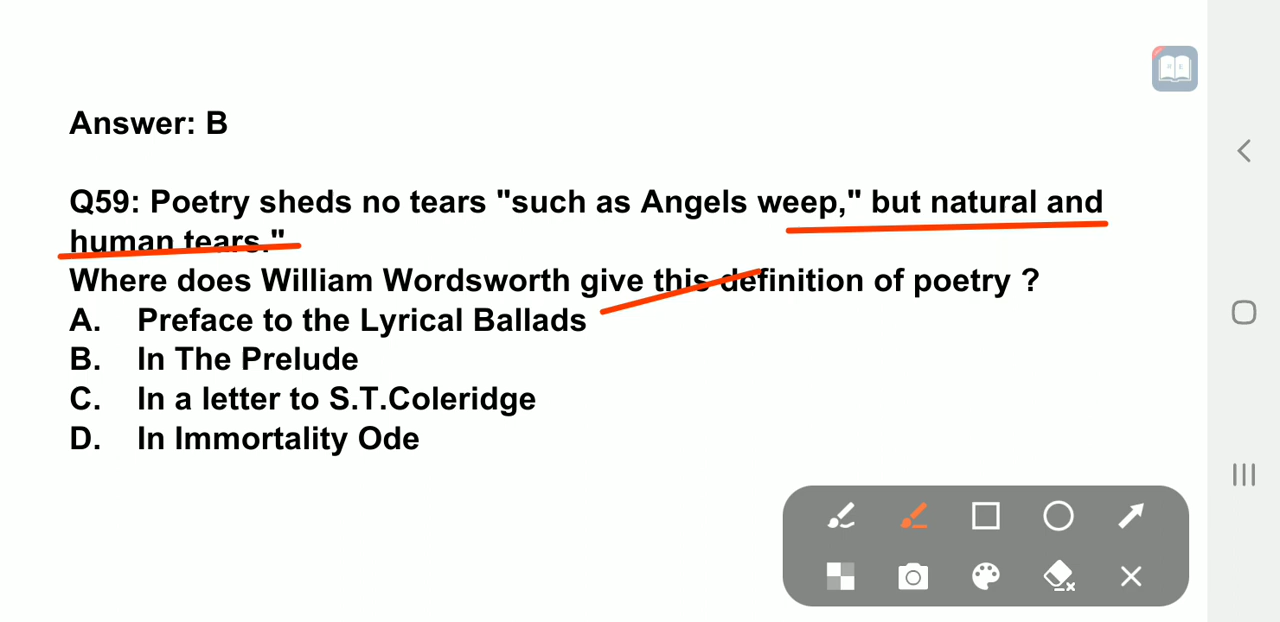 Answer: B
Q59: Poetry sheds no tears "such as Angels weep," but natural and
human tears."
Where does William Wordsworth give this definition of poetry ?
A. Preface to the Lyrical Ballads
B. In The Prelude
C. In a letter to S.T.Coleridge
D. In Immortality Ode